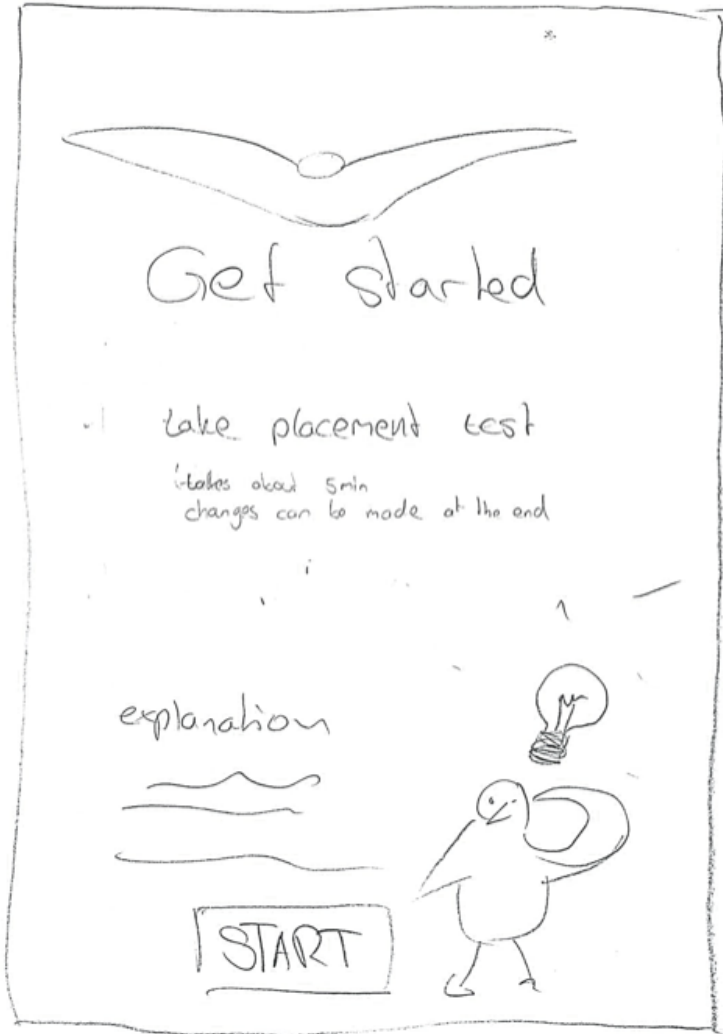 Get started
take placement test
takes about 5min
changes can be made at the end
explanation
START